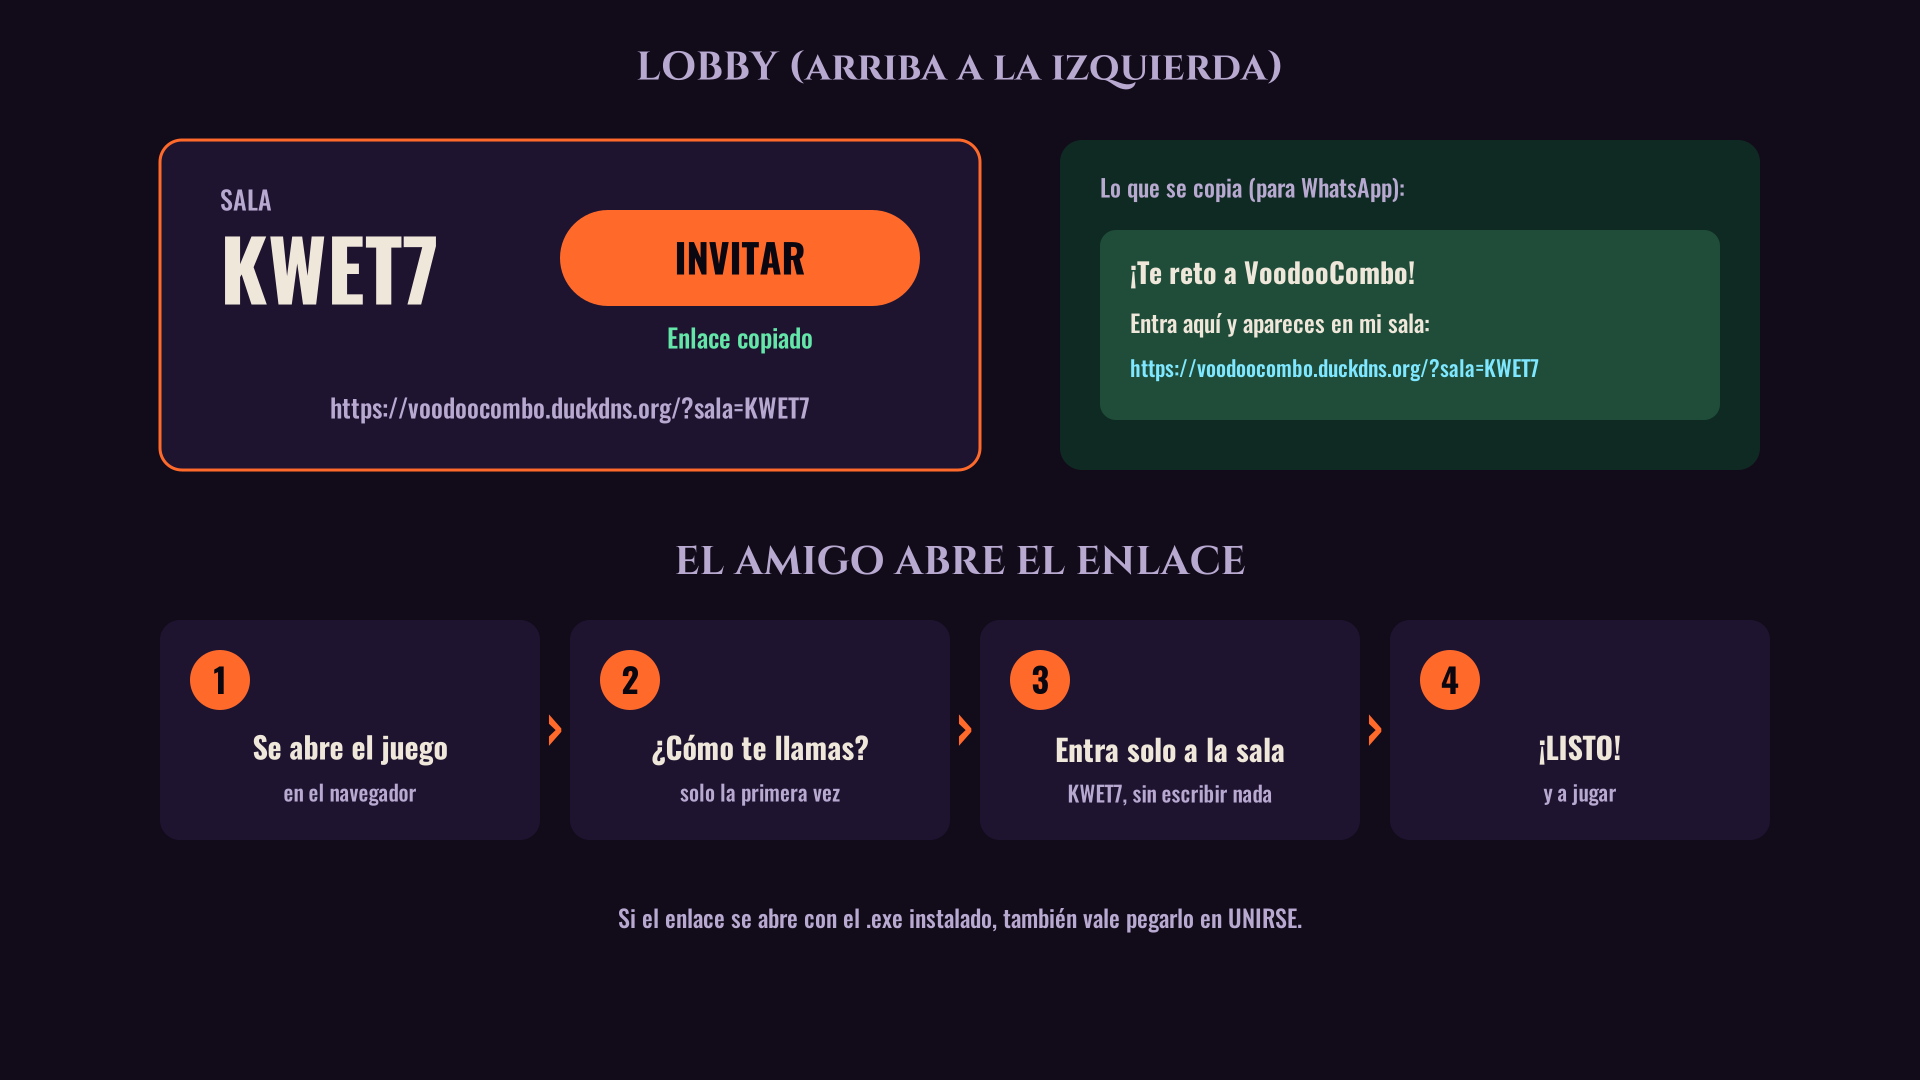 LOBBY (ARRIBA A LA IZQUIERDA)
SALA
KWET7
INVITAR
Enlace copiado
https://voodoocombo.duckdns.org/?sala=KWET7
Lo que se copia (para WhatsApp):
¡Te reto a VoodooCombo!
Entra aquí y apareces en mi sala:
https://voodoocombo.duckdns.org/?sala=KWET7
EL AMIGO ABRE EL ENLACE
1
Se abre el juego
en el navegador
›
2
¿Cómo te llamas?
solo la primera vez
›
3
Entra solo a la sala
KWET7, sin escribir nada
›
4
¡LISTO!
y a jugar
Si el enlace se abre con el .exe instalado, también vale pegarlo en UNIRSE.